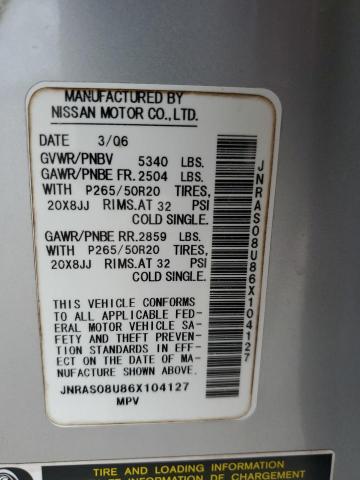 MANUFACTURED BY
NISSAN MOTOR CO., LTD.
DATE 3/06
GVWR/PNBV 5340 LBS.
GAWR/PNBE FR. 2504 LBS.
WITH P265/50R20 TIRES,
20X8JJ RIMS. AT 32 PSI
COLD SINGLE.
GAWR/PNBE RR. 2859 LBS.
WITH P265/50R20 TIRES,
20X8JJ RIMS. AT 32 PSI
COLD SINGLE.
THIS VEHICLE CONFORMS
TO ALL APPLICABLE FED-
ERAL MOTOR VEHICLE SA-
FETY AND THEFT PREVENTION
STANDARDS IN EFF-
ECT ON THE DATE OF MA-
NUFACTURE SHOWN ABOVE.
JNRAS08U86X104127
MPV
JNRAS08U86X104127
TIRE AND LOADING INFORMATION